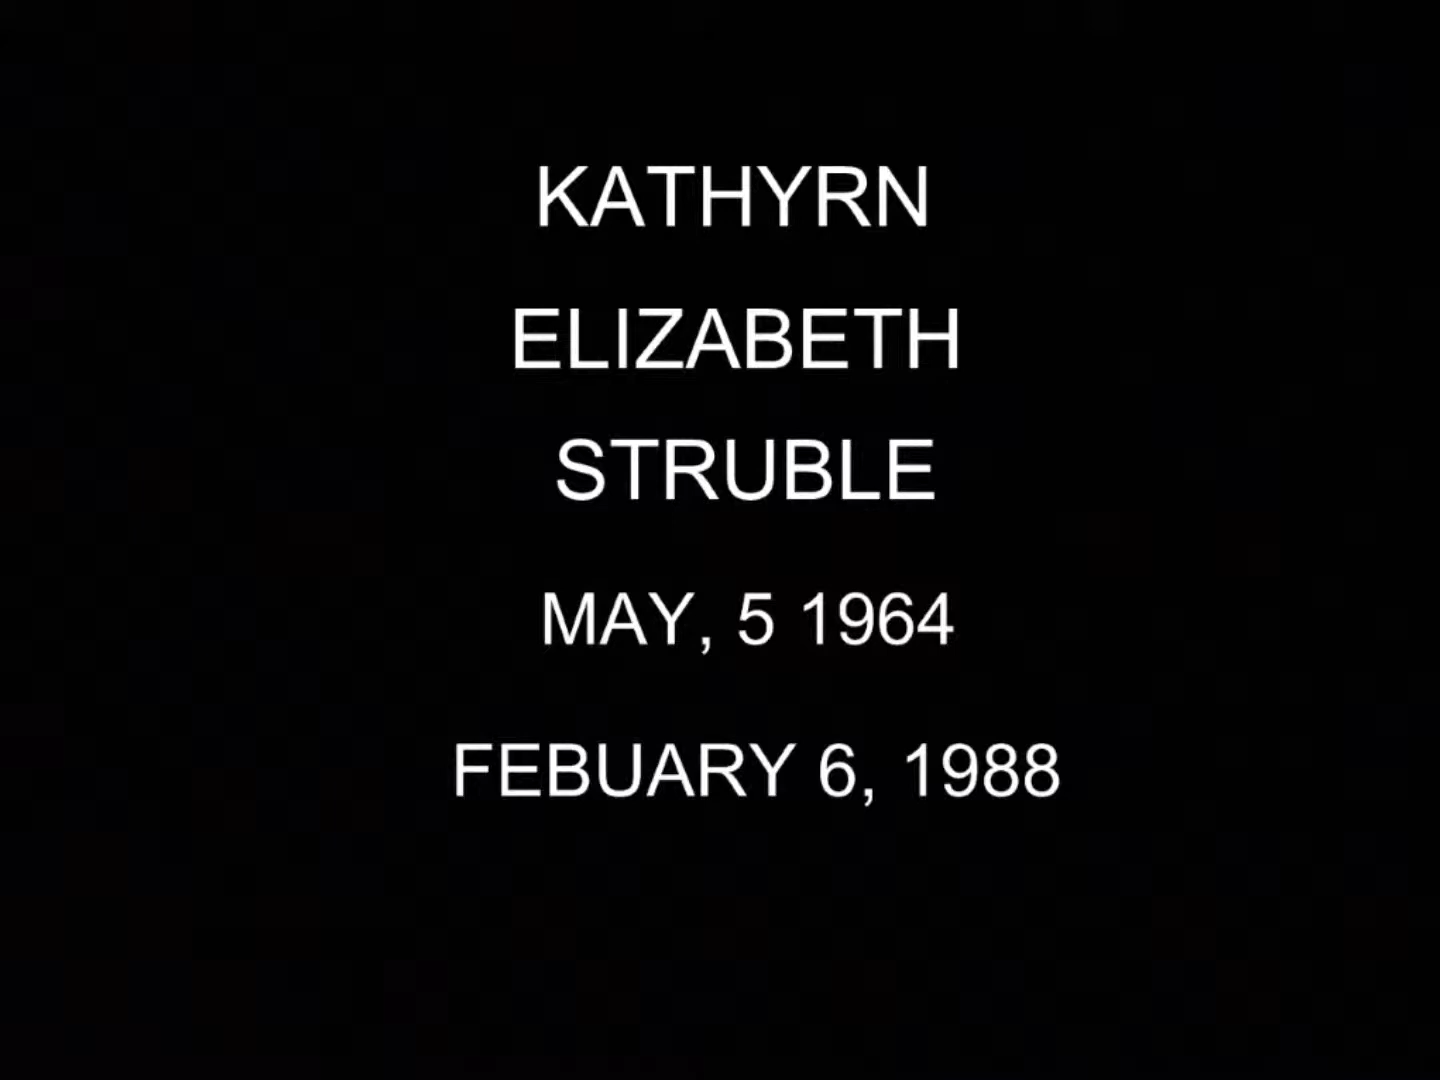 KATHYRN
ELIZABETH
STRUBLE
MAY, 5 1964
FEBUARY 6, 1988